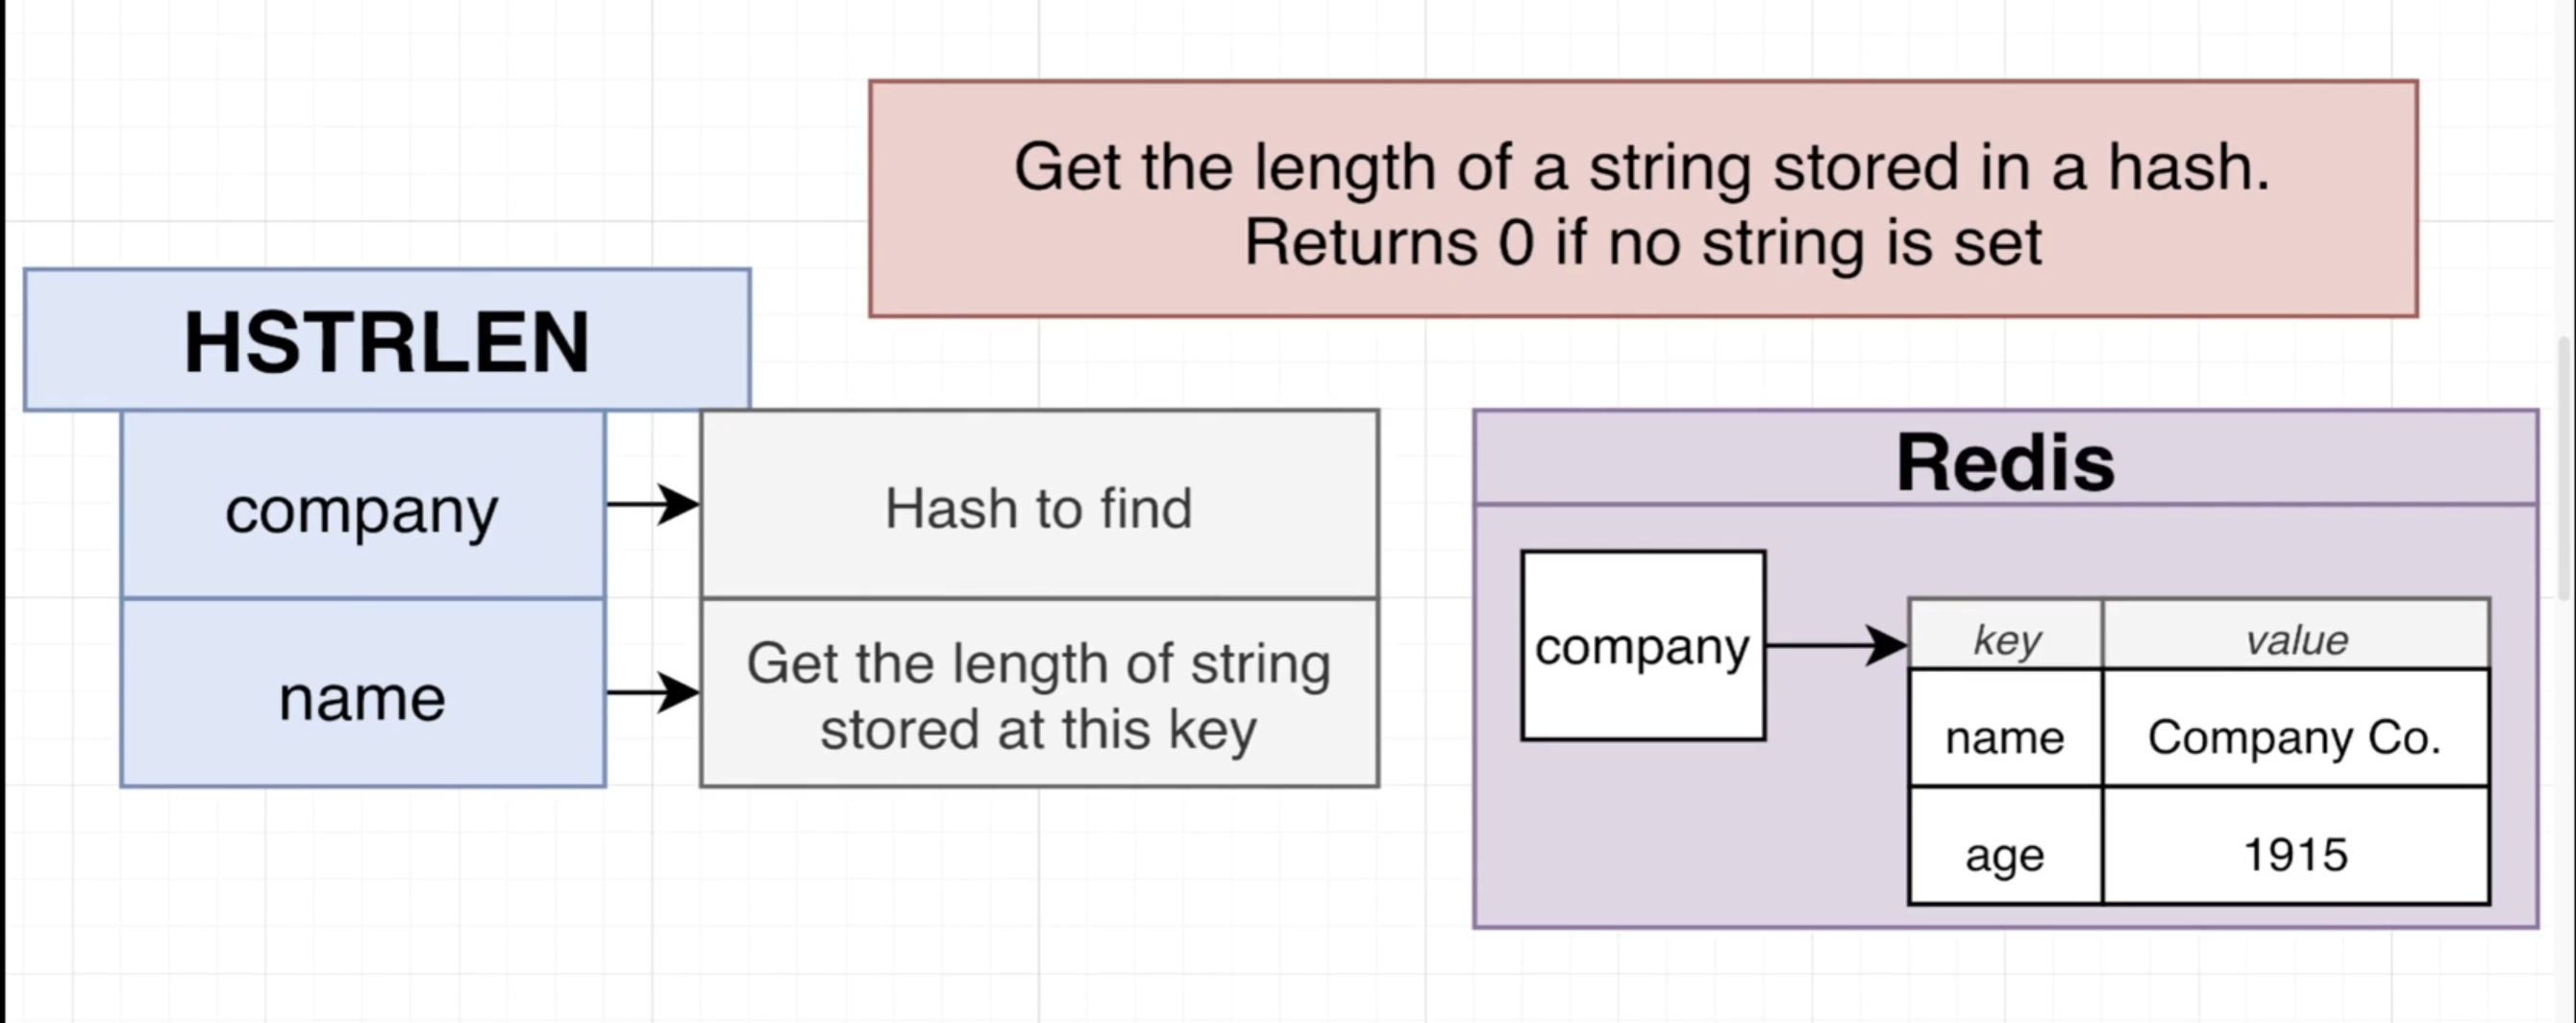 Get the length of a string stored in a hash.
Returns 0 if no string is set
HSTRLEN
company
Hash to find
name
Get the length of string
stored at this key
Redis
company
key value
name Company Co.
age 1915